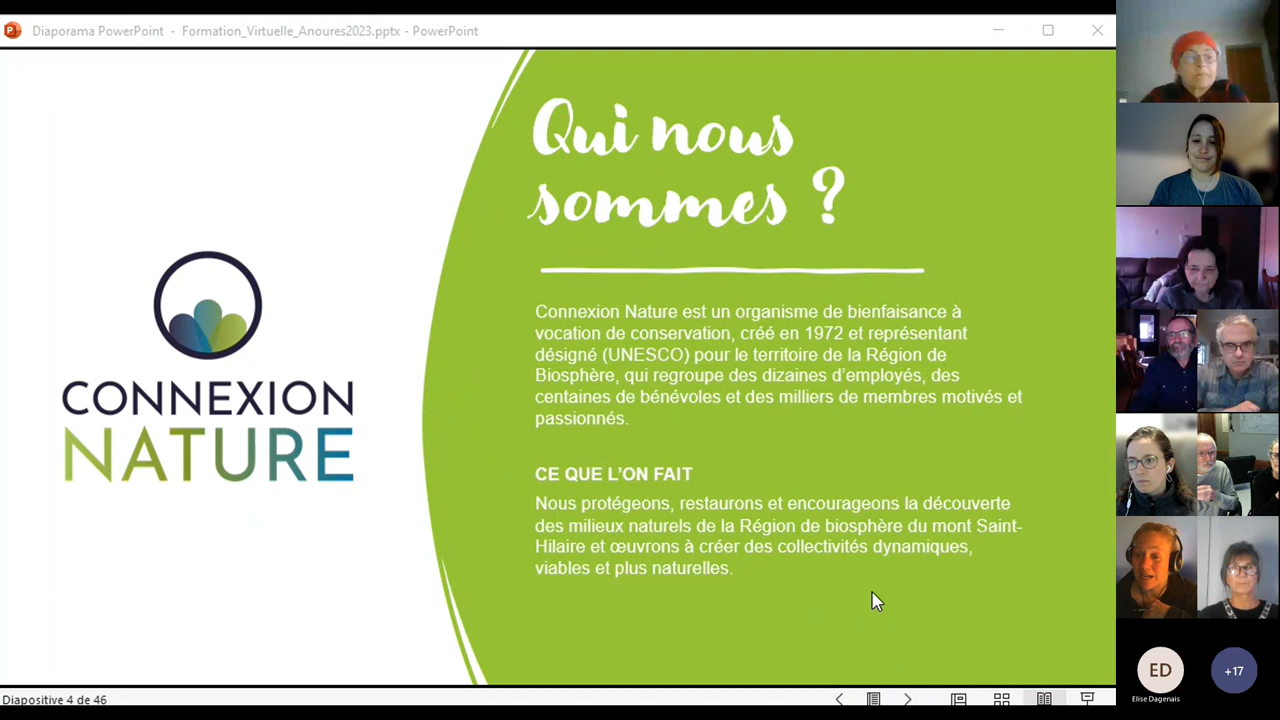 Diaporama PowerPoint - Formation_Virtuelle_Anoures2023.pptx - PowerPoint
Qui nous
sommes ?
CONNEXION
NATURE
Connexion Nature est un organisme de bienfaisance à
vocation de conservation, créé en 1972 et représentant
désigné (UNESCO) pour le territoire de la Région de
Biosphère, qui regroupe des dizaines d’employés, des
centaines de bénévoles et des milliers de membres motivés et
passionnés.
CE QUE L’ON FAIT
Nous protégeons, restaurons et encourageons la découverte
des milieux naturels de la Région de biosphère du mont Saint-
Hilaire et œuvrons à créer des collectivités dynamiques,
viables et plus naturelles.
Diapositive 4 de 46
ED
Elise Dagenais
+17